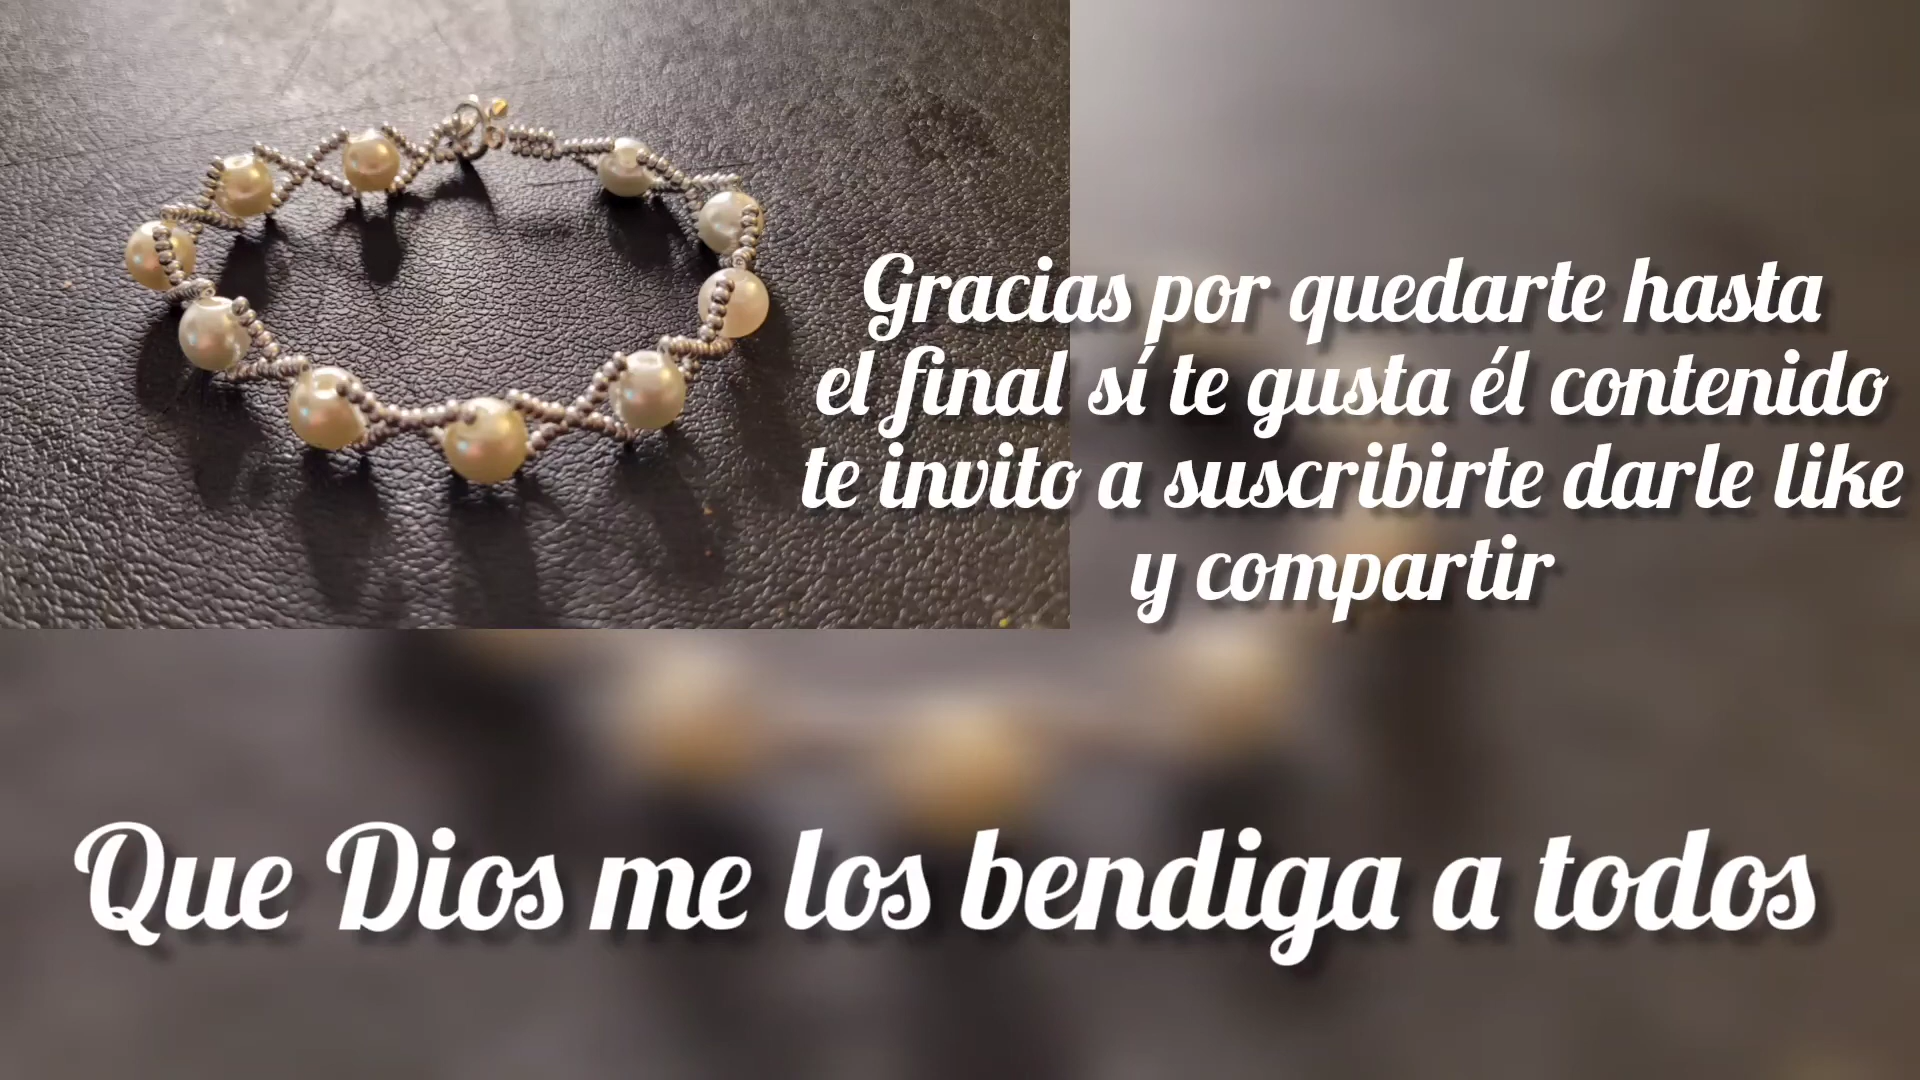 Gracias por quedarte hasta
el final sí te gusta él contenido
te invito a suscribirte darle like
y compartir
Que Dios me los bendiga a todos